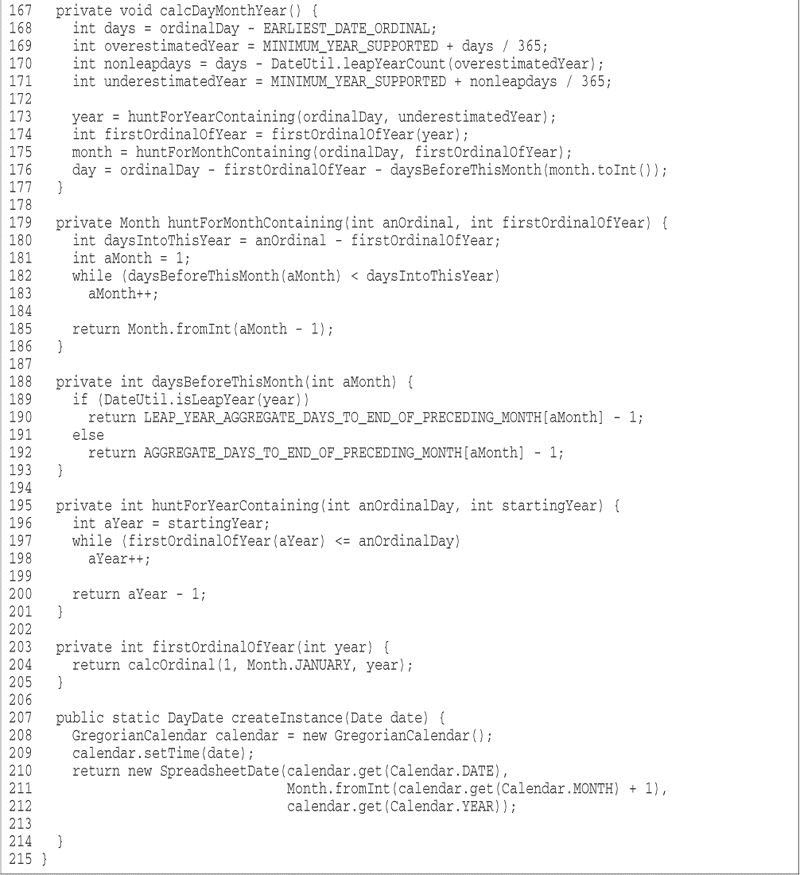 167   private void calcDayMonthYear() {
168     int days = ordinalDay - EARLIEST_DATE_ORDINAL;
169     int overestimatedYear = MINIMUM_YEAR_SUPPORTED + days / 365;
170     int nonleapdays = days - DateUtil.leapYearCount(overestimatedYear);
171     int underestimatedYear = MINIMUM_YEAR_SUPPORTED + nonleapdays / 365;
172
173     year = huntForYearContaining(ordinalDay, underestimatedYear);
174     int firstOrdinalOfYear = firstOrdinalOfYear(year);
175     month = huntForMonthContaining(ordinalDay, firstOrdinalOfYear);
176     day = ordinalDay - firstOrdinalOfYear - daysBeforeThisMonth(month.toInt());
177   }
178
179   private Month huntForMonthContaining(int anOrdinal, int firstOrdinalOfYear) {
180     int daysIntoThisYear = anOrdinal - firstOrdinalOfYear;
181     int aMonth = 1;
182     while (daysBeforeThisMonth(aMonth) < daysIntoThisYear)
183       aMonth++;
184
185     return Month.fromInt(aMonth - 1);
186   }
187
188   private int daysBeforeThisMonth(int aMonth) {
189     if (DateUtil.isLeapYear(year))
190       return LEAP_YEAR_AGGREGATE_DAYS_TO_END_OF_PRECEDING_MONTH[aMonth] - 1;
191     else
192       return AGGREGATE_DAYS_TO_END_OF_PRECEDING_MONTH[aMonth] - 1;
193   }
194
195   private int huntForYearContaining(int anOrdinalDay, int startingYear) {
196     int aYear = startingYear;
197     while (firstOrdinalOfYear(aYear) <= anOrdinalDay)
198       aYear++;
199
200     return aYear - 1;
201   }
202
203   private int firstOrdinalOfYear(int year) {
204     return calcOrdinal(1, Month.JANUARY, year);
205   }
206
207   public static DayDate createInstance(Date date) {
208     GregorianCalendar calendar = new GregorianCalendar();
209     calendar.setTime(date);
210     return new SpreadsheetDate(calendar.get(Calendar.DATE),
211                                Month.fromInt(calendar.get(Calendar.MONTH) + 1),
212                                calendar.get(Calendar.YEAR));
213
214   }
215 }